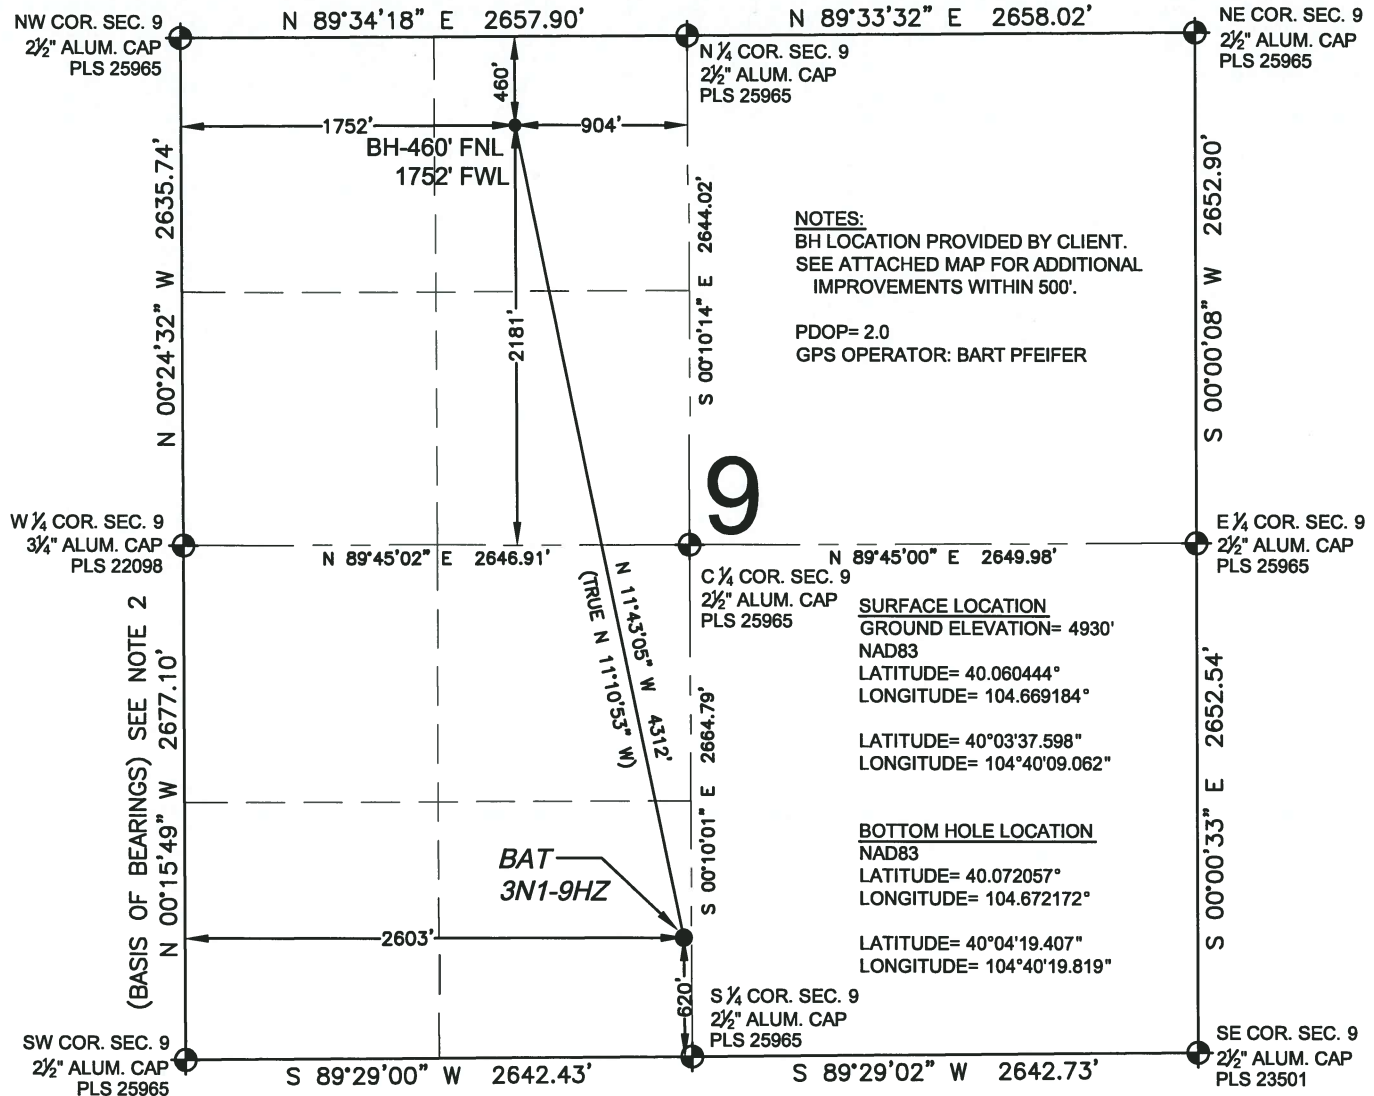 NW COR. SEC. 9
2½" ALUM. CAP
PLS 25965
N 89°34'18" E 2657.90'
N 89°33'32" E 2658.02'
NE COR. SEC. 9
2½" ALUM. CAP
PLS 25965
N ¼ COR. SEC. 9
2½" ALUM. CAP
PLS 25965
460'
1752'
904'
BH-460' FNL
1752' FWL
N 00°24'32" W 2635.74'
S 00°10'14" E 2644.02'
S 00°00'08" W 2652.90'
2181'
NOTES:
BH LOCATION PROVIDED BY CLIENT.
SEE ATTACHED MAP FOR ADDITIONAL
IMPROVEMENTS WITHIN 500'.
PDOP= 2.0
GPS OPERATOR: BART PFEIFER
9
W ¼ COR. SEC. 9
3¼" ALUM. CAP
PLS 22098
N 89°45'02" E 2646.91'
N 89°45'00" E 2649.98'
E ¼ COR. SEC. 9
2½" ALUM. CAP
PLS 25965
C ¼ COR. SEC. 9
2½" ALUM. CAP
PLS 25965
N 11°43'05" W 4312'
(TRUE N 11°10'53" W)
(BASIS OF BEARINGS) SEE NOTE 2
N 00°15'49" W 2677.10'
S 00°10'01" E 2664.79'
S 00°00'33" E 2652.54'
SURFACE LOCATION
GROUND ELEVATION= 4930'
NAD83
LATITUDE= 40.060444°
LONGITUDE= 104.669184°
LATITUDE= 40°03'37.598"
LONGITUDE= 104°40'09.062"
BOTTOM HOLE LOCATION
NAD83
LATITUDE= 40.072057°
LONGITUDE= 104.672172°
LATITUDE= 40°04'19.407"
LONGITUDE= 104°40'19.819"
BAT
3N1-9HZ
2603'
620'
S ¼ COR. SEC. 9
2½" ALUM. CAP
PLS 25965
SW COR. SEC. 9
2½" ALUM. CAP
PLS 25965
S 89°29'00" W 2642.43'
S 89°29'02" W 2642.73'
SE COR. SEC. 9
2½" ALUM. CAP
PLS 23501